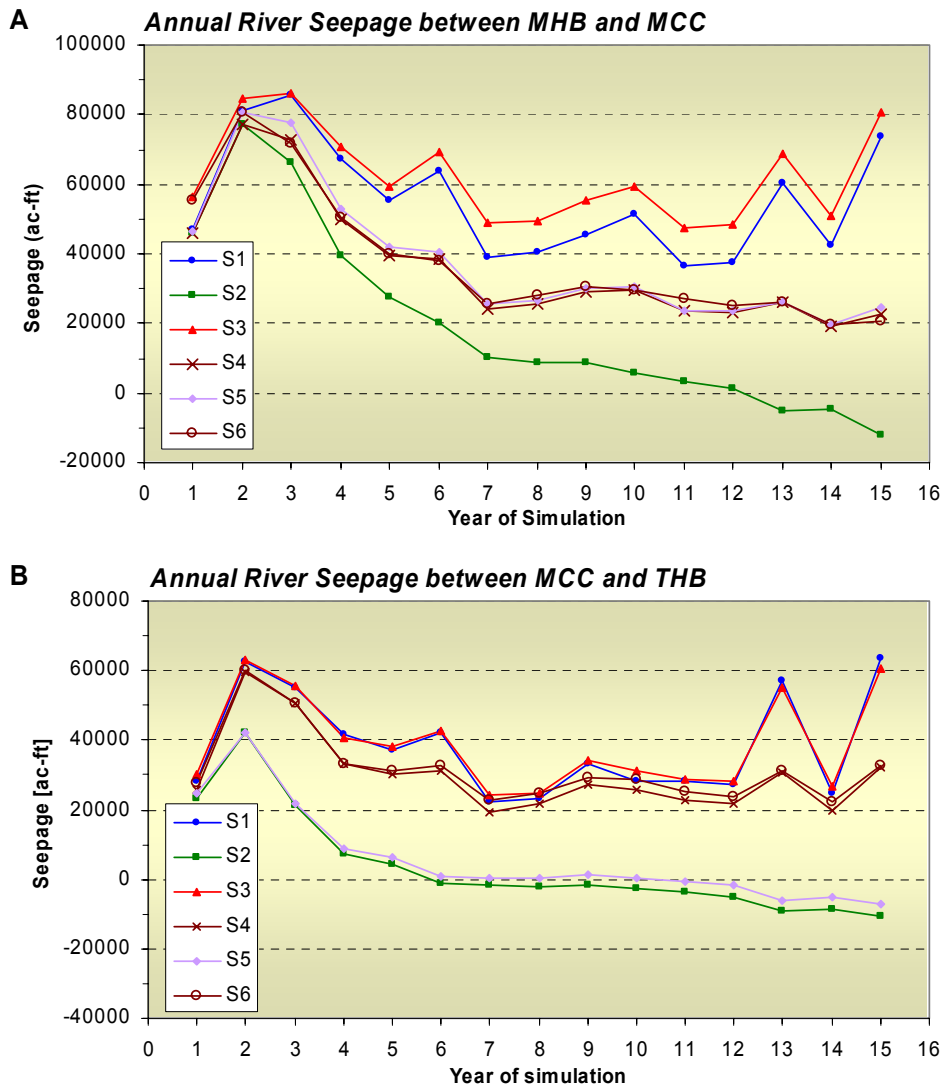 A
Annual River Seepage between MHB and MCC
100000
80000
60000
40000
20000
0
-20000
Seepage (ac-ft)
S1
S2
S3
S4
S5
S6
0 1 2 3 4 5 6 7 8 9 10 11 12 13 14 15 16
Year of Simulation
B
Annual River Seepage between MCC and THB
80000
60000
40000
20000
0
-20000
-40000
Seepage [ac-ft]
S1
S2
S3
S4
S5
S6
0 1 2 3 4 5 6 7 8 9 10 11 12 13 14 15 16
Year of simulation